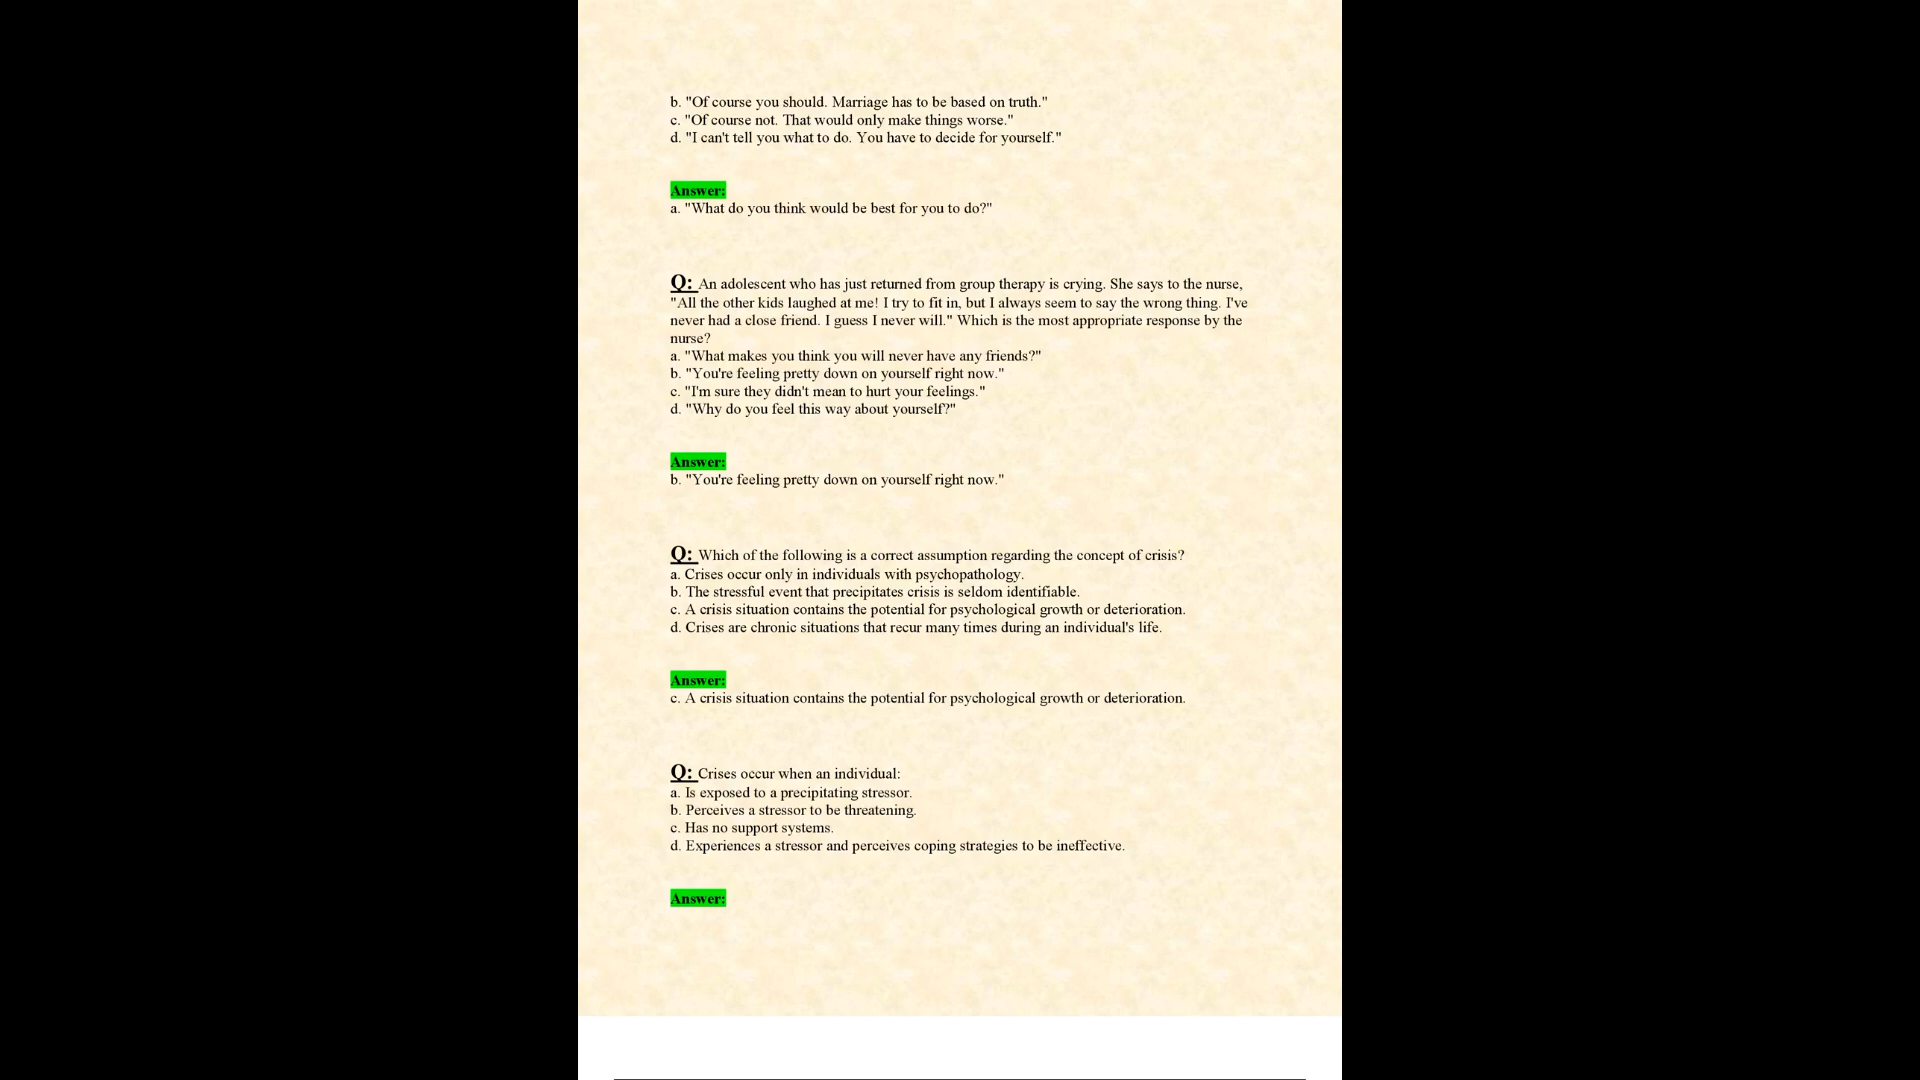 b. "Of course you should. Marriage has to be based on truth."
c. "Of course not. That would only make things worse."
d. "I can't tell you what to do. You have to decide for yourself."
Answer:
a. "What do you think would be best for you to do?"
Q: An adolescent who has just returned from group therapy is crying. She says to the nurse,
"All the other kids laughed at me! I try to fit in, but I always seem to say the wrong thing. I've
never had a close friend. I guess I never will." Which is the most appropriate response by the
nurse?
a. "What makes you think you will never have any friends?"
b. "You're feeling pretty down on yourself right now."
c. "I'm sure they didn't mean to hurt your feelings."
d. "Why do you feel this way about yourself?"
Answer:
b. "You're feeling pretty down on yourself right now."
Q: Which of the following is a correct assumption regarding the concept of crisis?
a. Crises occur only in individuals with psychopathology.
b. The stressful event that precipitates crisis is seldom identifiable.
c. A crisis situation contains the potential for psychological growth or deterioration.
d. Crises are chronic situations that recur many times during an individual's life.
Answer:
c. A crisis situation contains the potential for psychological growth or deterioration.
Q: Crises occur when an individual:
a. Is exposed to a precipitating stressor.
b. Perceives a stressor to be threatening.
c. Has no support systems.
d. Experiences a stressor and perceives coping strategies to be ineffective.
Answer: